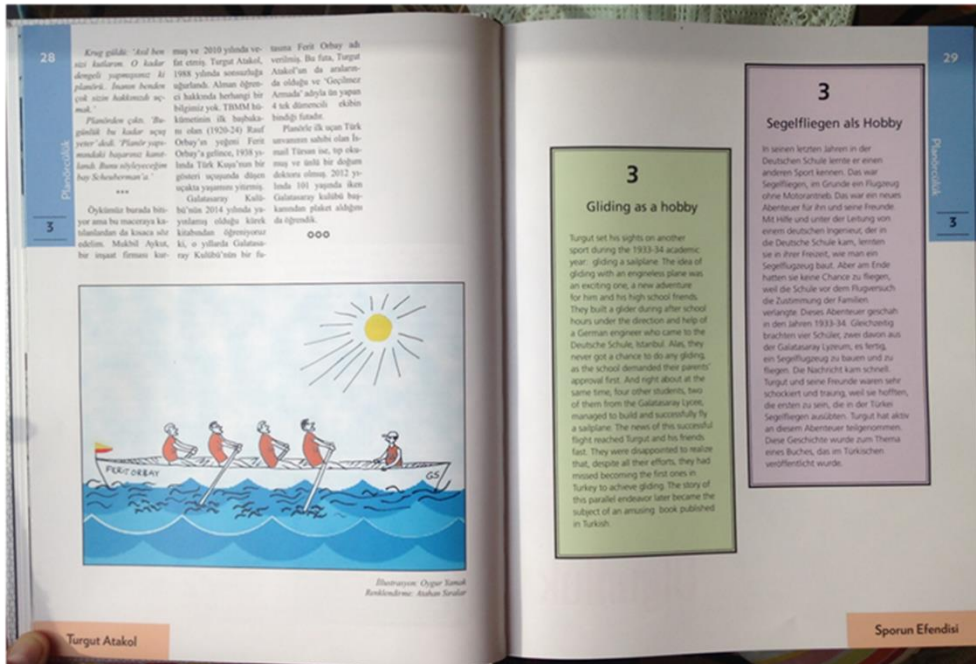 28
Planörcülük
3
Krug güldü: 'Asıl ben
sizi kutlarım. O kadar
dengeli yapmışsınız ki
planörü.. İnanın benden
çok sizin hakkınızdı uç-
mak.'
Planörden çıktı. 'Bu-
günlük bu kadar uçuş
yeter' dedi. 'Planör yapı-
mındaki başarınız kanıt-
landı. Bunu söyleyeceğim
bay Scheuberman'a.'
***
Öykümüz burada biti-
yor ama bu maceraya ka-
tılanlardan da kısaca söz
edelim. Mukbil Aykut,
bir inşaat firması kur-
muş ve 2010 yılında ve-
fat etmiş. Turgut Atakol,
1988 yılında sonsuzluğa
uğurlandı. Alman öğren-
ci hakkında herhangi bir
bilgimiz yok. TBMM hü-
kümetinin ilk başbaka-
nı olan (1920-24) Rauf
Orbay'ın yeğeni Ferit
Orbay'a gelince, 1938 yı-
lında Türk Kuşu'nun bir
gösteri uçuşunda düşen
uçakta yaşamını yitirmiş.
Galatasaray Kulü-
bü'nün 2014 yılında ya-
yınlamış olduğu kürek
kitabından öğreniyoruz
ki, o yıllarda Galatasa-
ray Kulübü'nün bir fu-
tasına Ferit Orbay adı
verilmiş. Bu futa, Turgut
Atakol'un da araların-
da olduğu ve 'Geçilmez
Armada' adıyla ün yapan
4 tek dümencili ekibin
bindiği futadır.
Planörle ilk uçan Türk
unvanının sahibi olan İs-
mail Türsan ise, tıp oku-
muş ve ünlü bir doğum
doktoru olmuş. 2012 yı-
lında 101 yaşında iken
Galatasaray kulübü baş-
kanından plaket aldığını
da öğrendik.
FERİT ORBAY
GS
İllustrasyon: Oygur Yamak
Renklendirme: Atahan Sıralar
Turgut Atakol
3
Gliding as a hobby
Turgut set his sights on another
sport during the 1933-34 academic
year: gliding a sailplane. The idea of
gliding with an engineless plane was
an exciting one, a new adventure
for him and his high school friends.
They built a glider during after school
hours under the direction and help of
a German engineer who came to the
Deutsche Schule, Istanbul. Alas, they
never got a chance to do any gliding,
as the school demanded their parents'
approval first. And right about at the
same time, four other students, two
of them from the Galatasaray Lycee,
managed to build and successfully fly
a sailplane. The news of this successful
flight reached Turgut and his friends
fast. They were disappointed to realize
that, despite all their efforts, they had
missed becoming the first ones in
Turkey to achieve gliding. The story of
this parallel endeavor later became the
subject of an amusing book published
in Turkish
3
Segelfliegen als Hobby
In seinen letzten Jahren in der
Deutschen Schule lernte er einen
anderen Sport kennen. Das war
Segelfliegen, im Grunde ein Flugzeug
ohne Motorantrieb. Das war ein neues
Abenteuer für ihn und seine Freunde.
Mit Hilfe und unter der Leitung von
einem deutschen Ingenieur, der in
die Deutsche Schule kam, lernten
sie in ihrer Freizeit, wie man ein
Segelflugzeug baut. Aber am Ende
hatten sie keine Chance zu fliegen,
weil die Schule vor dem Flugversuch
die Zustimmung der Familien
verlangte. Dieses Abenteuer geschah
in den Jahren 1933-34. Gleichzeitig
brachten vier Schüler, zwei davon aus
der Galatasaray Lyzeum, es fertig,
ein Segelflugzeug zu bauen und zu
fliegen. Die Nachricht kam schnell.
Turgut und seine Freunde waren sehr
schockiert und traurig, weil sie hofften,
die ersten zu sein, die in der Türkei
Segelfliegen ausübten. Turgut hat aktiv
an diesem Abenteuer teilgenommen.
Diese Geschichte wurde zum Thema
eines Buches, das im Türkischen
veröffentlicht wurde.
29
Planörcülük
3
Sporun Efendisi